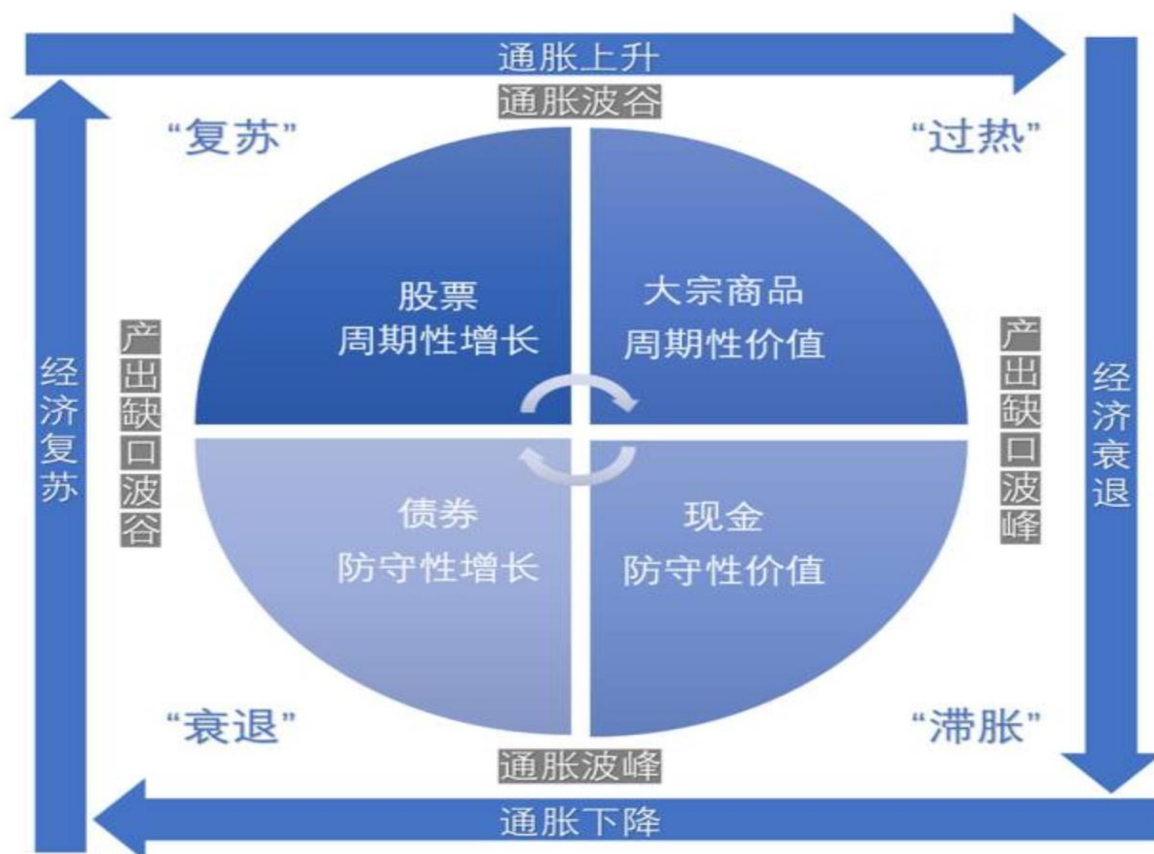 通胀上升
通胀波谷
“复苏”
“过热”
股票
周期性增长
大宗商品
周期性价值
经济复苏
产出缺口波谷
产出缺口波峰
经济衰退
债券
防守性增长
现金
防守性价值
“衰退”
“滞胀”
通胀波峰
通胀下降